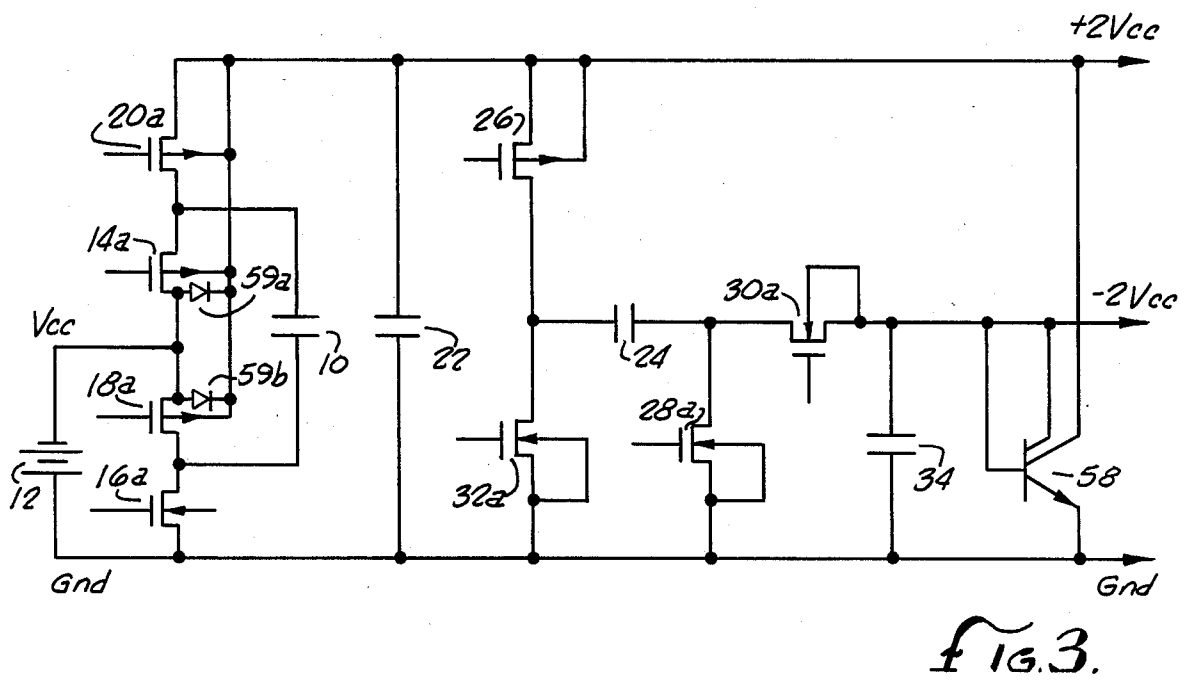 +2Vcc
20a
26
14a
59a
30a
-2Vcc
Vcc
10
22
24
59b
18a
28a
34
58
12
16a
32a
Gnd
Gnd
FIG.3.